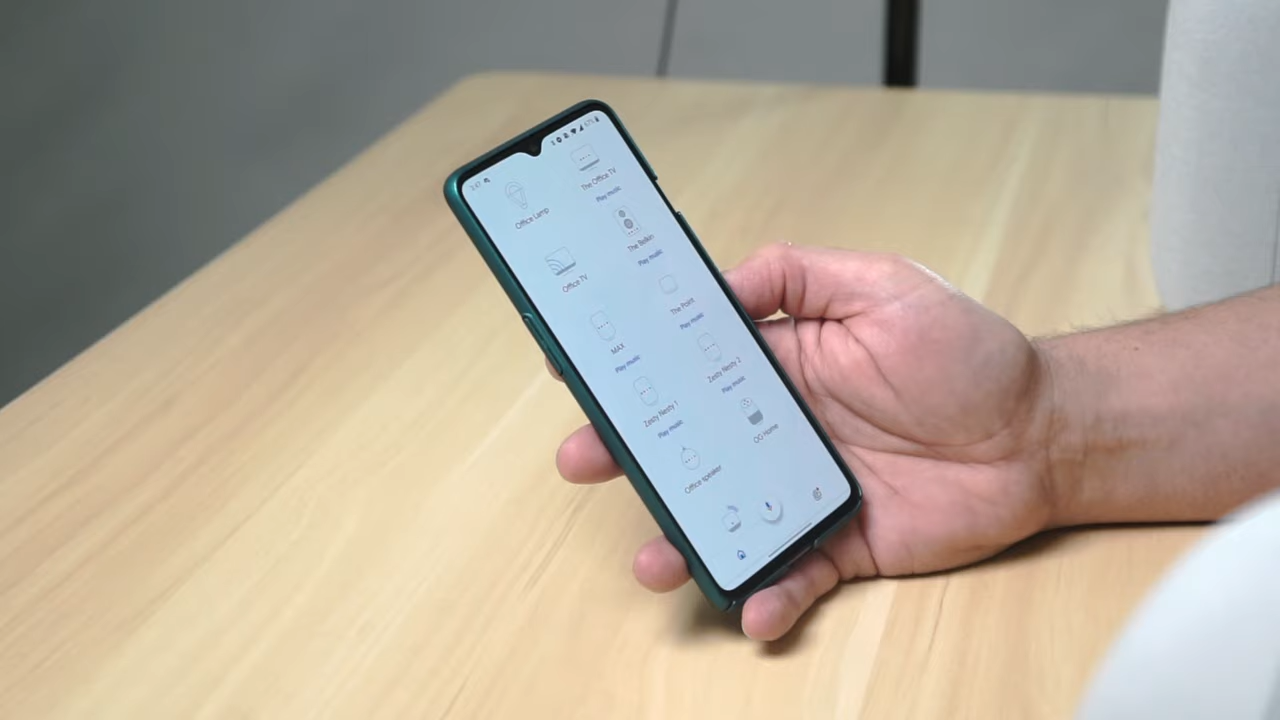 Office Lamp
The Office TV
Play music
Office TV
The Belkin
Play music
MAX
Play music
The Point
Play music
Zesty Nesty 1
Play music
Zesty Nesty 2
Play music
Office speaker
OG Home